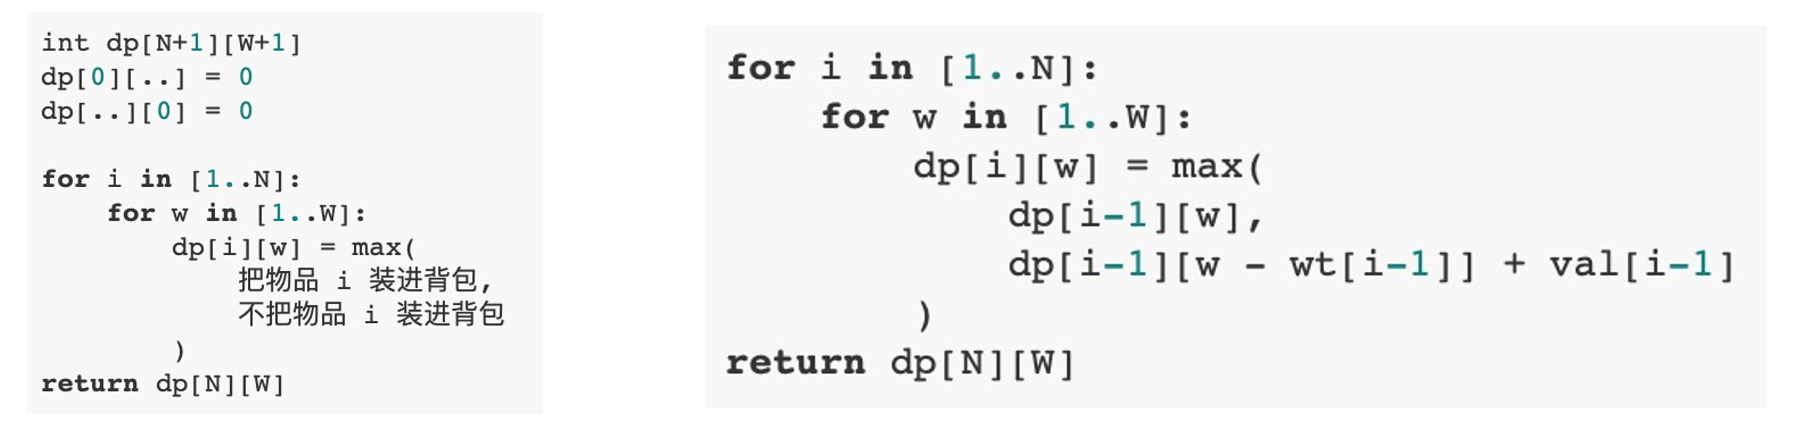 int dp[N+1][W+1]
dp[0][..] = 0
dp[..][0] = 0
for i in [1..N]:
    for w in [1..W]:
        dp[i][w] = max(
            把物品 i 装进背包,
            不把物品 i 装进背包
        )
return dp[N][W]
for i in [1..N]:
    for w in [1..W]:
        dp[i][w] = max(
            dp[i-1][w],
            dp[i-1][w - wt[i-1]] + val[i-1]
        )
return dp[N][W]